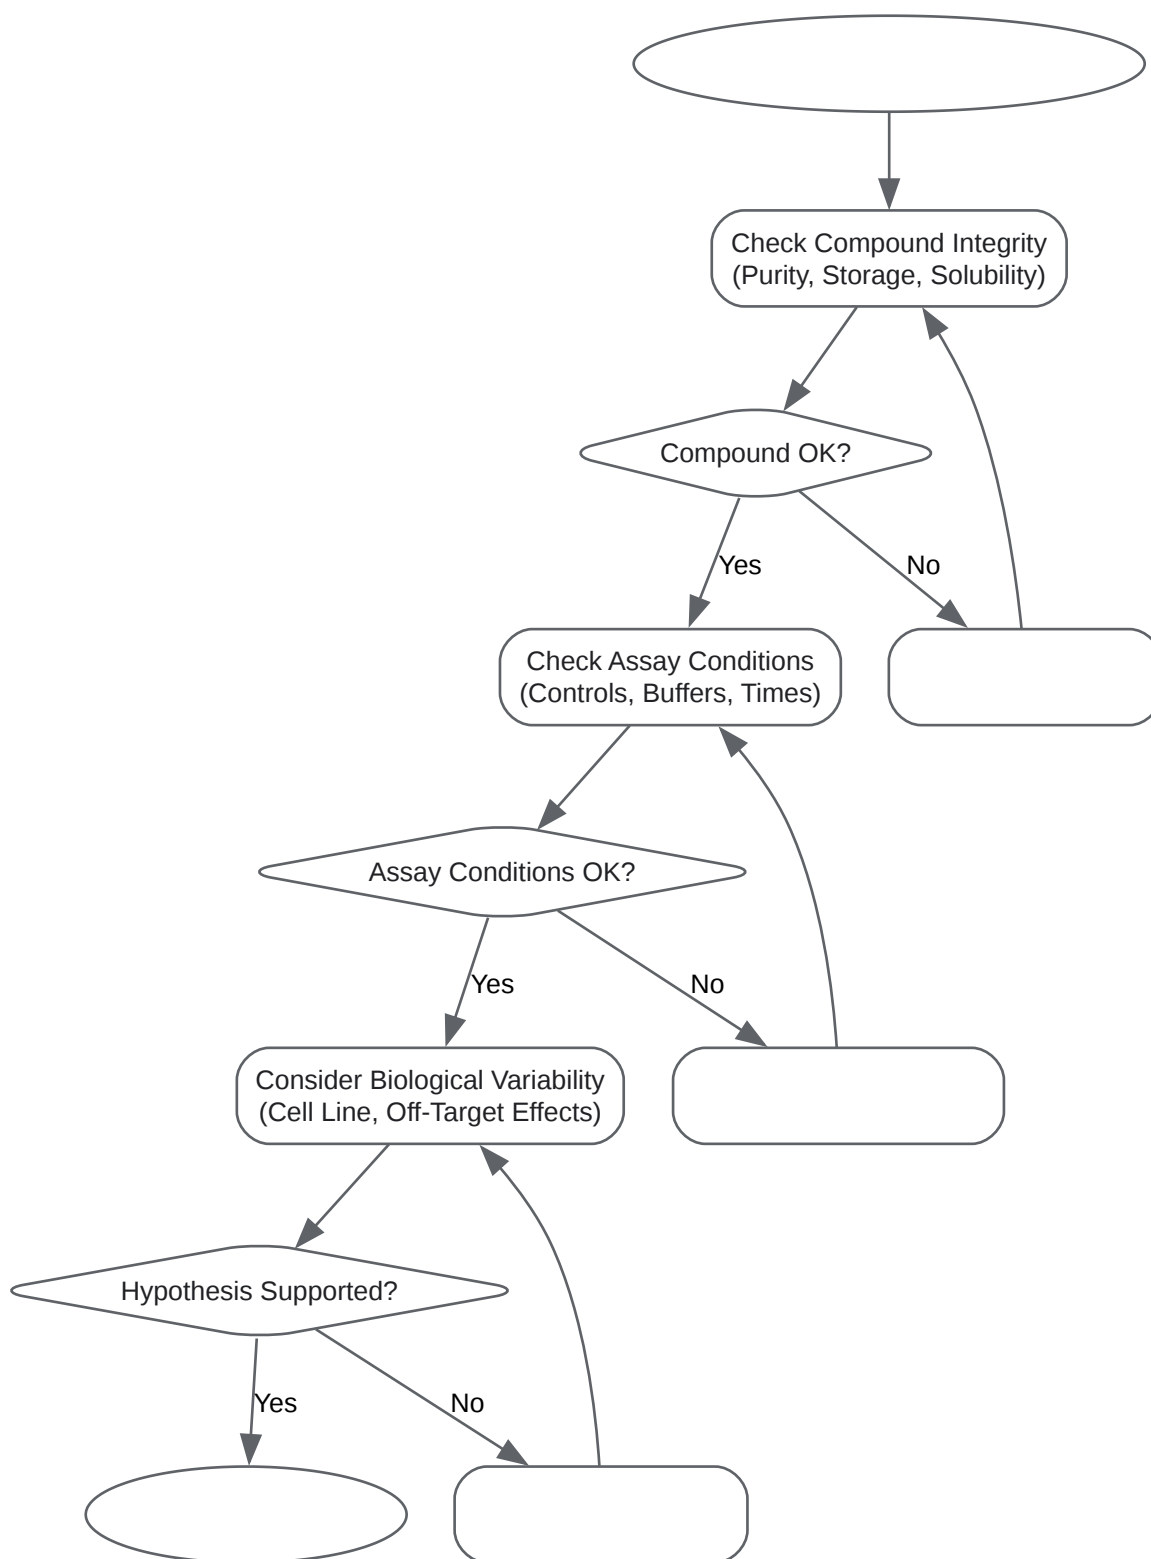 Check Compound Integrity
(Purity, Storage, Solubility)
Compound OK?
Yes
No
Check Assay Conditions
(Controls, Buffers, Times)
Assay Conditions OK?
Yes
No
Consider Biological Variability
(Cell Line, Off-Target Effects)
Hypothesis Supported?
Yes
No